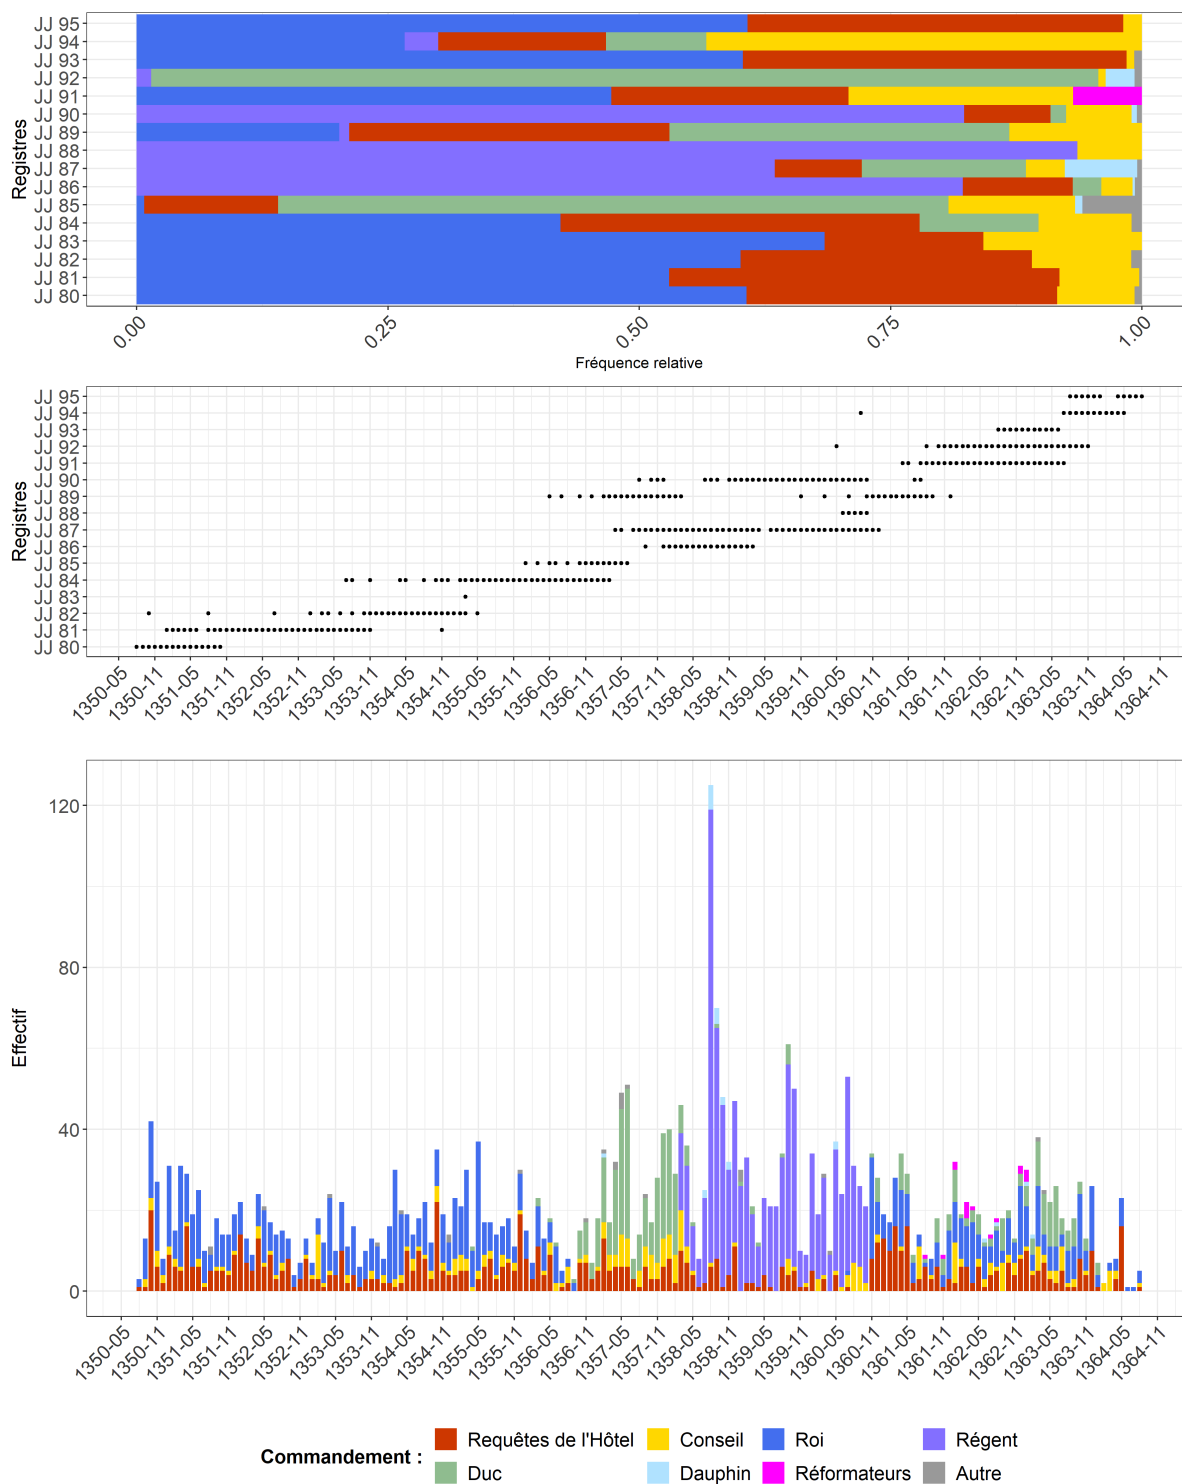 Registres
JJ 95
JJ 94
JJ 93
JJ 92
JJ 91
JJ 90
JJ 89
JJ 88
JJ 87
JJ 86
JJ 85
JJ 84
JJ 83
JJ 82
JJ 81
JJ 80
0.00 0.25 0.50 0.75 1.00
Fréquence relative
Registres
JJ 95
JJ 94
JJ 93
JJ 92
JJ 91
JJ 90
JJ 89
JJ 88
JJ 87
JJ 86
JJ 85
JJ 84
JJ 83
JJ 82
JJ 81
JJ 80
1350-05 1350-11 1351-05 1351-11 1352-05 1352-11 1353-05 1353-11 1354-05 1354-11 1355-05 1355-11 1356-05 1356-11 1357-05 1357-11 1358-05 1358-11 1359-05 1359-11 1360-05 1360-11 1361-05 1361-11 1362-05 1362-11 1363-05 1363-11 1364-05 1364-11
Effectif
120
80
40
0
1350-05 1350-11 1351-05 1351-11 1352-05 1352-11 1353-05 1353-11 1354-05 1354-11 1355-05 1355-11 1356-05 1356-11 1357-05 1357-11 1358-05 1358-11 1359-05 1359-11 1360-05 1360-11 1361-05 1361-11 1362-05 1362-11 1363-05 1363-11 1364-05 1364-11
Commandement :
Requêtes de l'Hôtel Conseil Roi Régent
Duc Dauphin Réformateurs Autre